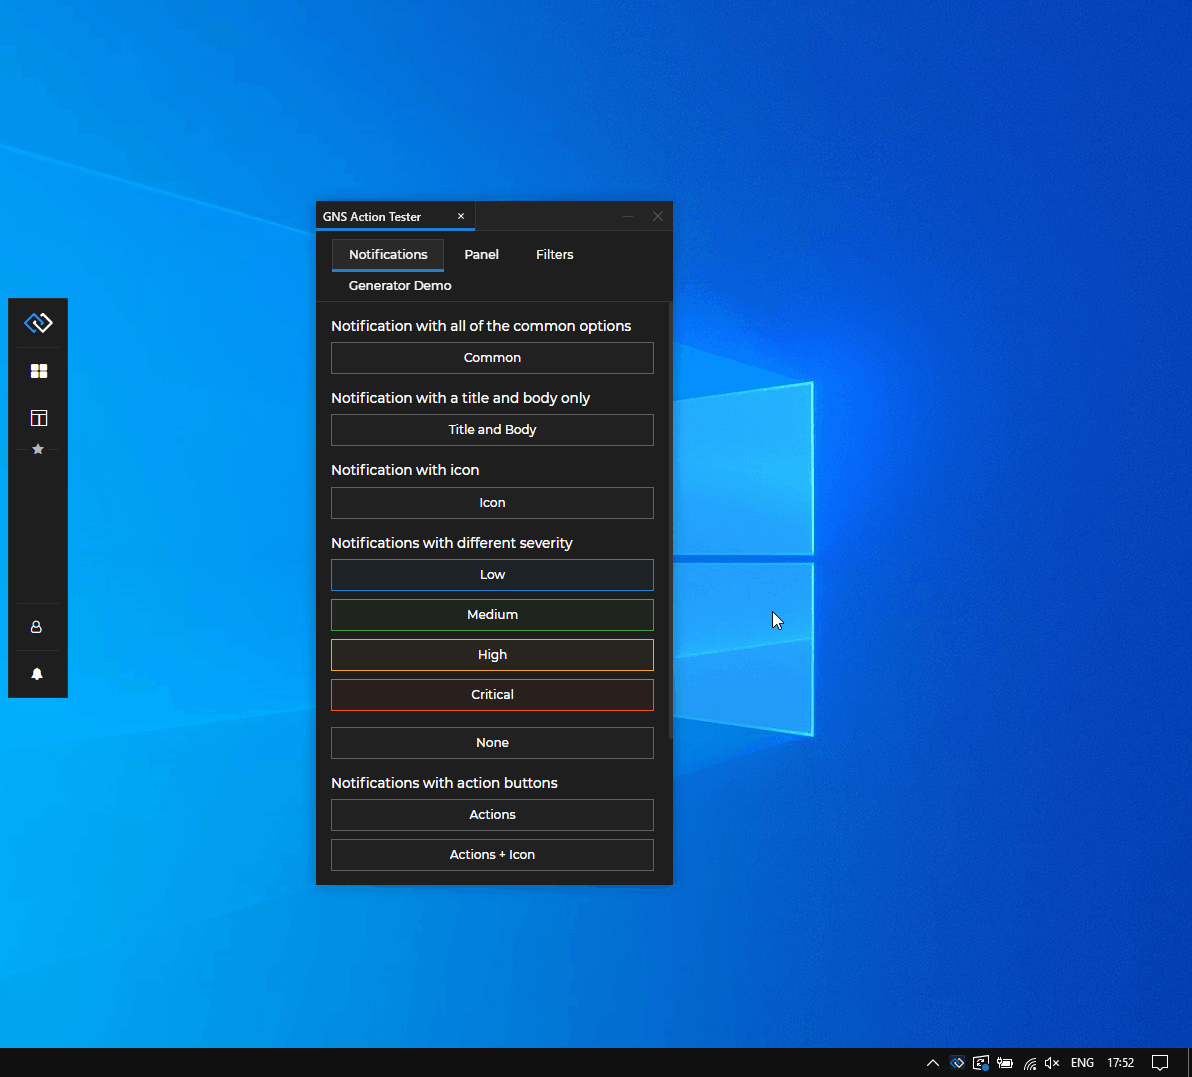 GNS Action Tester
Notifications Panel Filters
Generator Demo
Notification with all of the common options
Common
Notification with a title and body only
Title and Body
Notification with icon
Icon
Notifications with different severity
Low
Medium
High
Critical
None
Notifications with action buttons
Actions
Actions + Icon
ENG 17:52